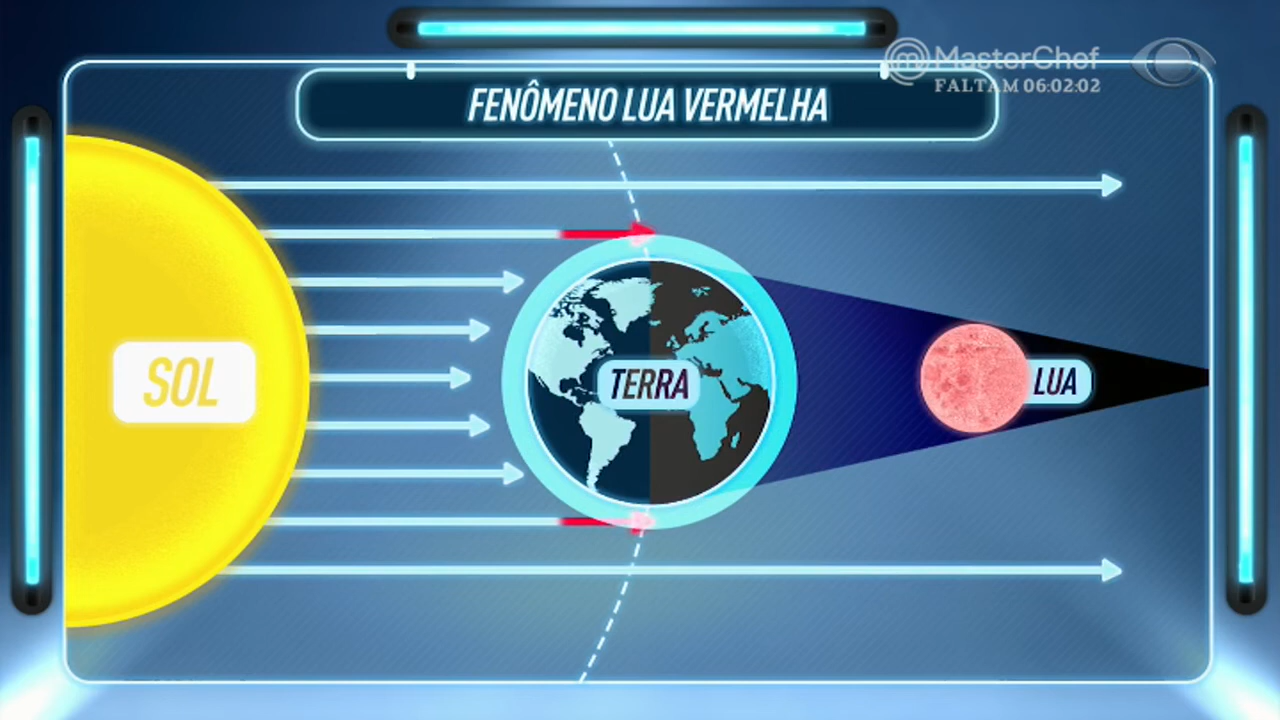 MasterChef
FALTAM 06:02:02
FENÔMENO LUA VERMELHA
SOL
TERRA
LUA